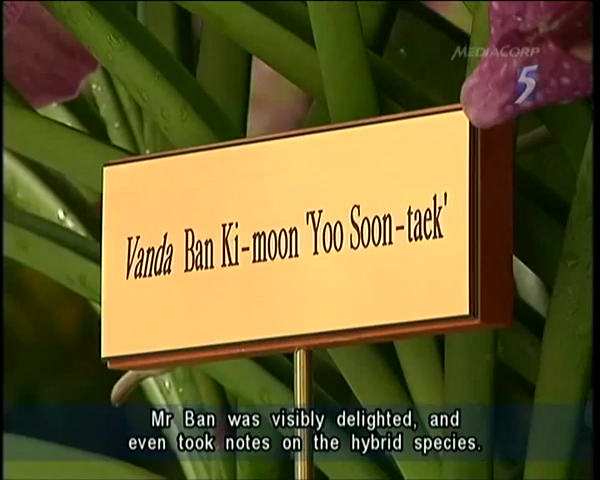 MEDIACORP
5
Vanda Ban Ki-moon 'Yoo Soon-taek'
Mr Ban was visibly delighted, and
even took notes on the hybrid species.